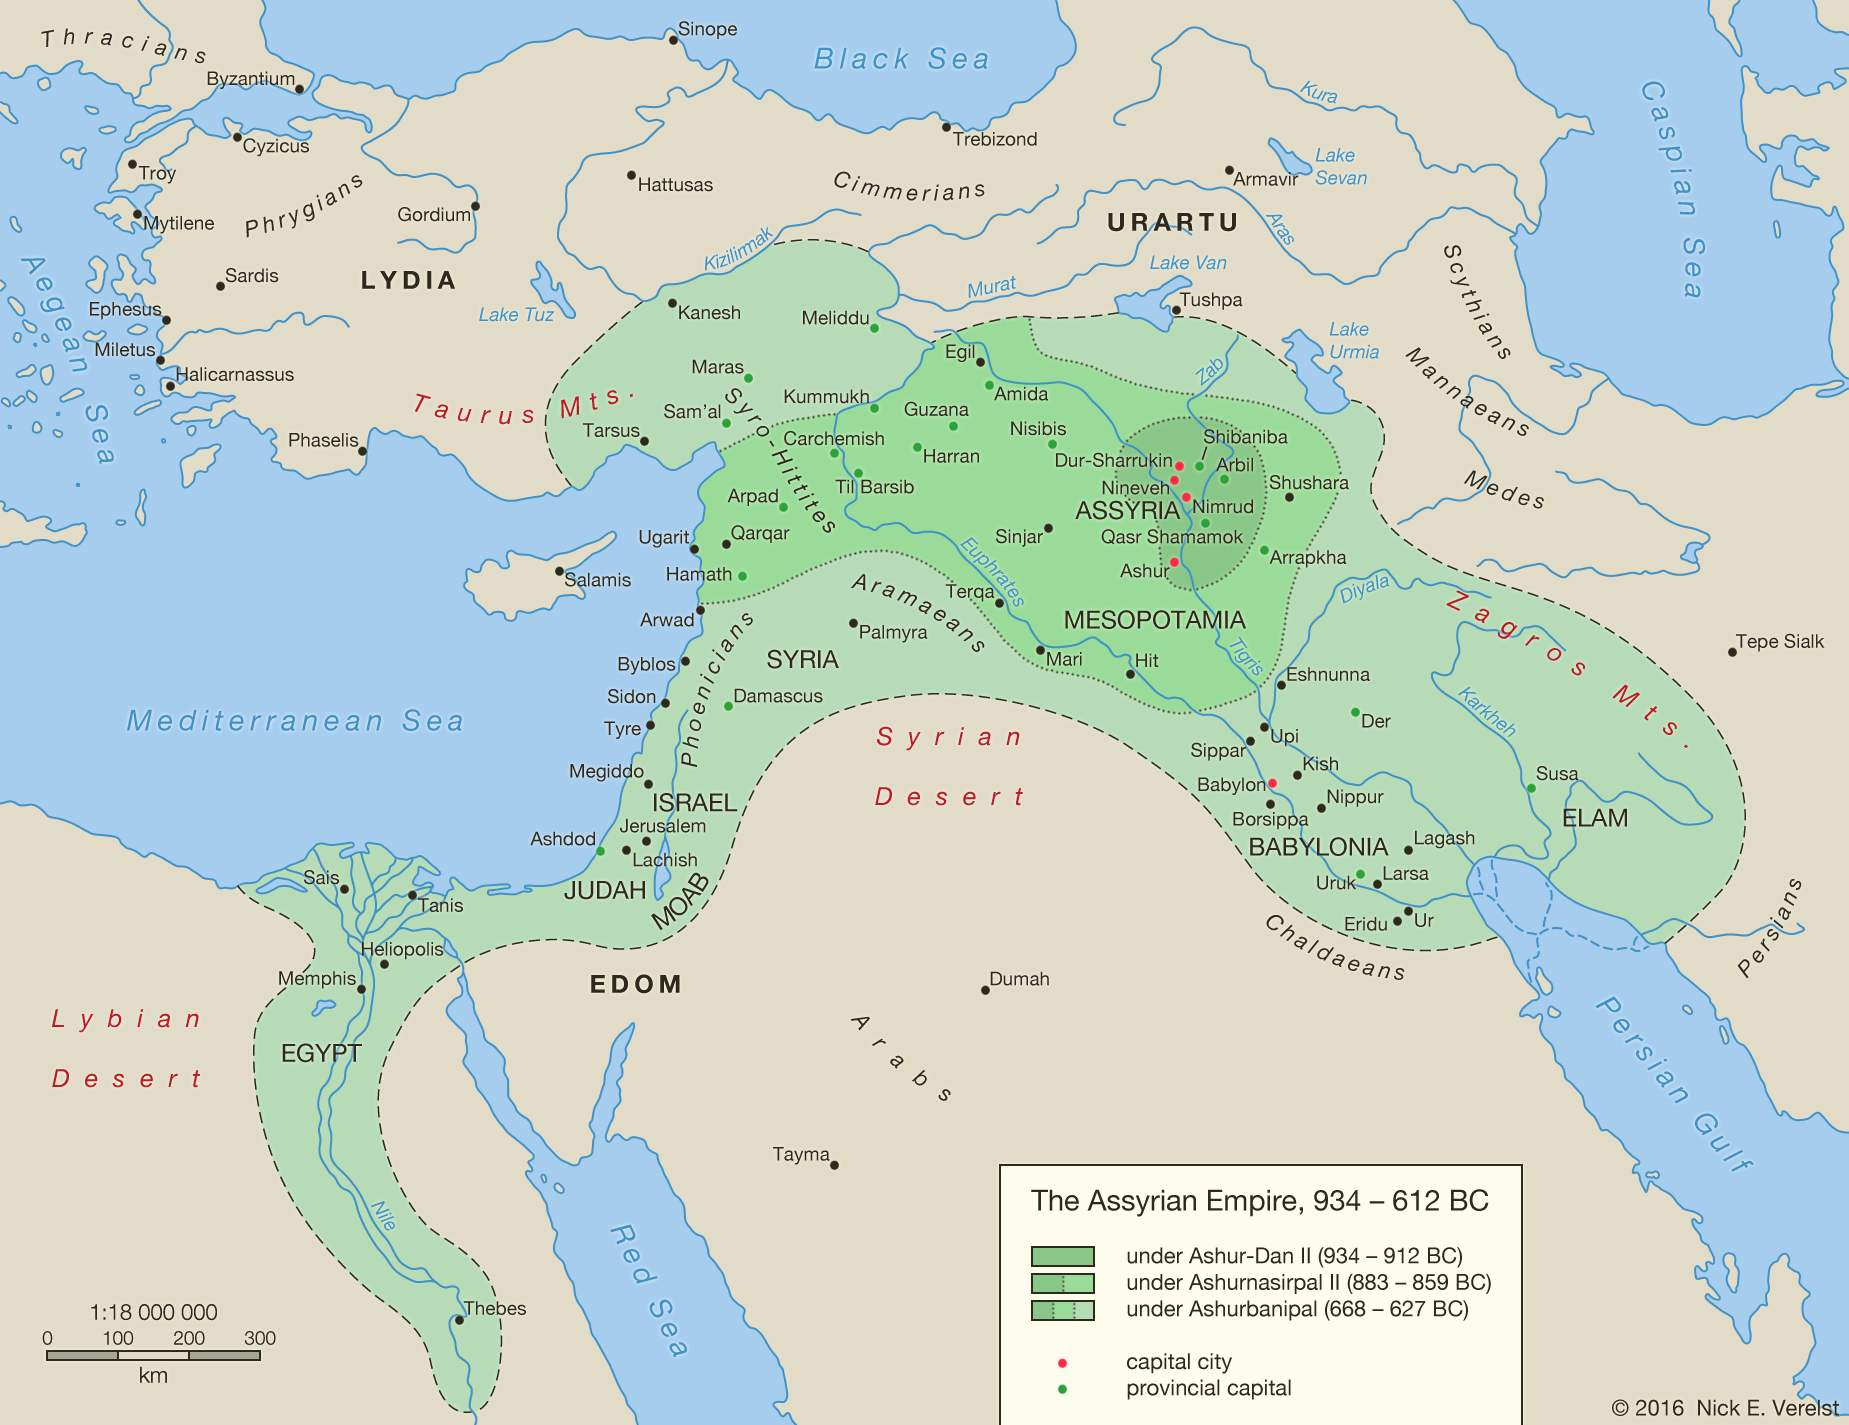 Thracians
Byzantium
Sinope
Black Sea
Kura
Caspian Sea
Cyzicus
Trebizond
Troy
Phrygians
Gordium
Hattusas
Cimmerians
Armavir
Lake
Sevan
Mytilene
URARTU
Aras
Scythians
Aegean Sea
Sardis
LYDIA
Kizilirmak
Lake Van
Lake Tuz
Murat
Tushpa
Ephesus
Kanesh
Meliddu
Lake
Urmia
Miletus
Egil
Zab
Mannaeans
Halicarnassus
Maras
Amida
Taurus Mts.
Kummukh
Sam'al
Guzana
Syro-Hittites
Tarsus
Nisibis
Shibaniba
Phaselis
Carchemish
Harran
Dur-Sharrukin
Arbil
Til Barsib
Nineveh
Shushara
Medes
Arpad
ASSYRIA
Nimrud
Ugarit
Qarqar
Sinjar
Qasr Shamamok
Euphrates
Arrapkha
Salamis
Hamath
Ashur
Aramaeans
Terqa
Diyala
Zagros Mts.
Arwad
Palmyra
MESOPOTAMIA
Tepe Sialk
Phoenicians
Byblos
SYRIA
Mari
Hit
Tigris
Eshnunna
Sidon
Damascus
Karkheh
Mediterranean Sea
Tyre
Syrian
Desert
Der
Upi
Sippar
Megiddo
Kish
Susa
Babylon
ISRAEL
Nippur
Borsippa
ELAM
Jerusalem
Ashdod
Lachish
BABYLONIA
Lagash
Sais
JUDAH
MOAB
Uruk
Larsa
Tanis
Eridu
Ur
Chaldaeans
Persians
Heliopolis
Memphis
EDOM
Dumah
Lybian
Desert
EGYPT
Arabs
Persian Gulf
Tayma
Nile
Red Sea
Thebes
The Assyrian Empire, 934 – 612 BC
under Ashur-Dan II (934 – 912 BC)
under Ashurnasirpal II (883 – 859 BC)
under Ashurbanipal (668 – 627 BC)
capital city
provincial capital
1:18 000 000
0 100 200 300
km
© 2016 Nick E. Verelst